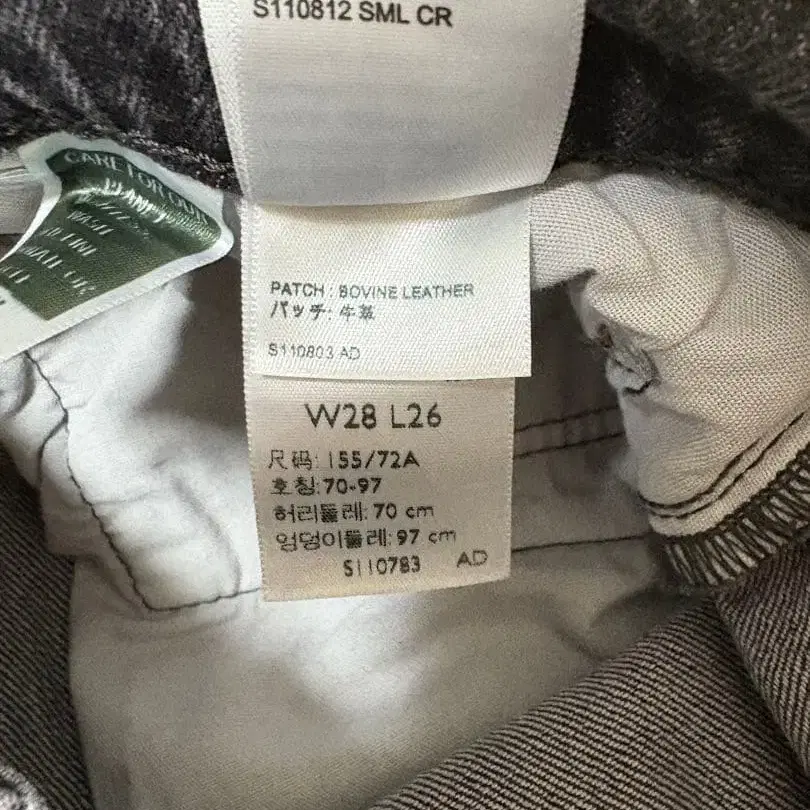 S110812 SML CR
CARE FOR OUR
PLANET
WASH
PATCH : BOVINE LEATHER
パッチ: 牛革
S110803 AD
W28 L26
尺码: 155/72A
호칭:70-97
허리둘레: 70 cm
엉덩이둘레: 97 cm
S110783 AD